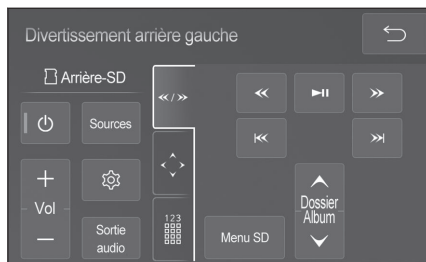 Divertissement arrière gauche
Arrière-SD
Sources
+
Vol
−
Sortie
audio
123
Dossier
Album
Menu SD